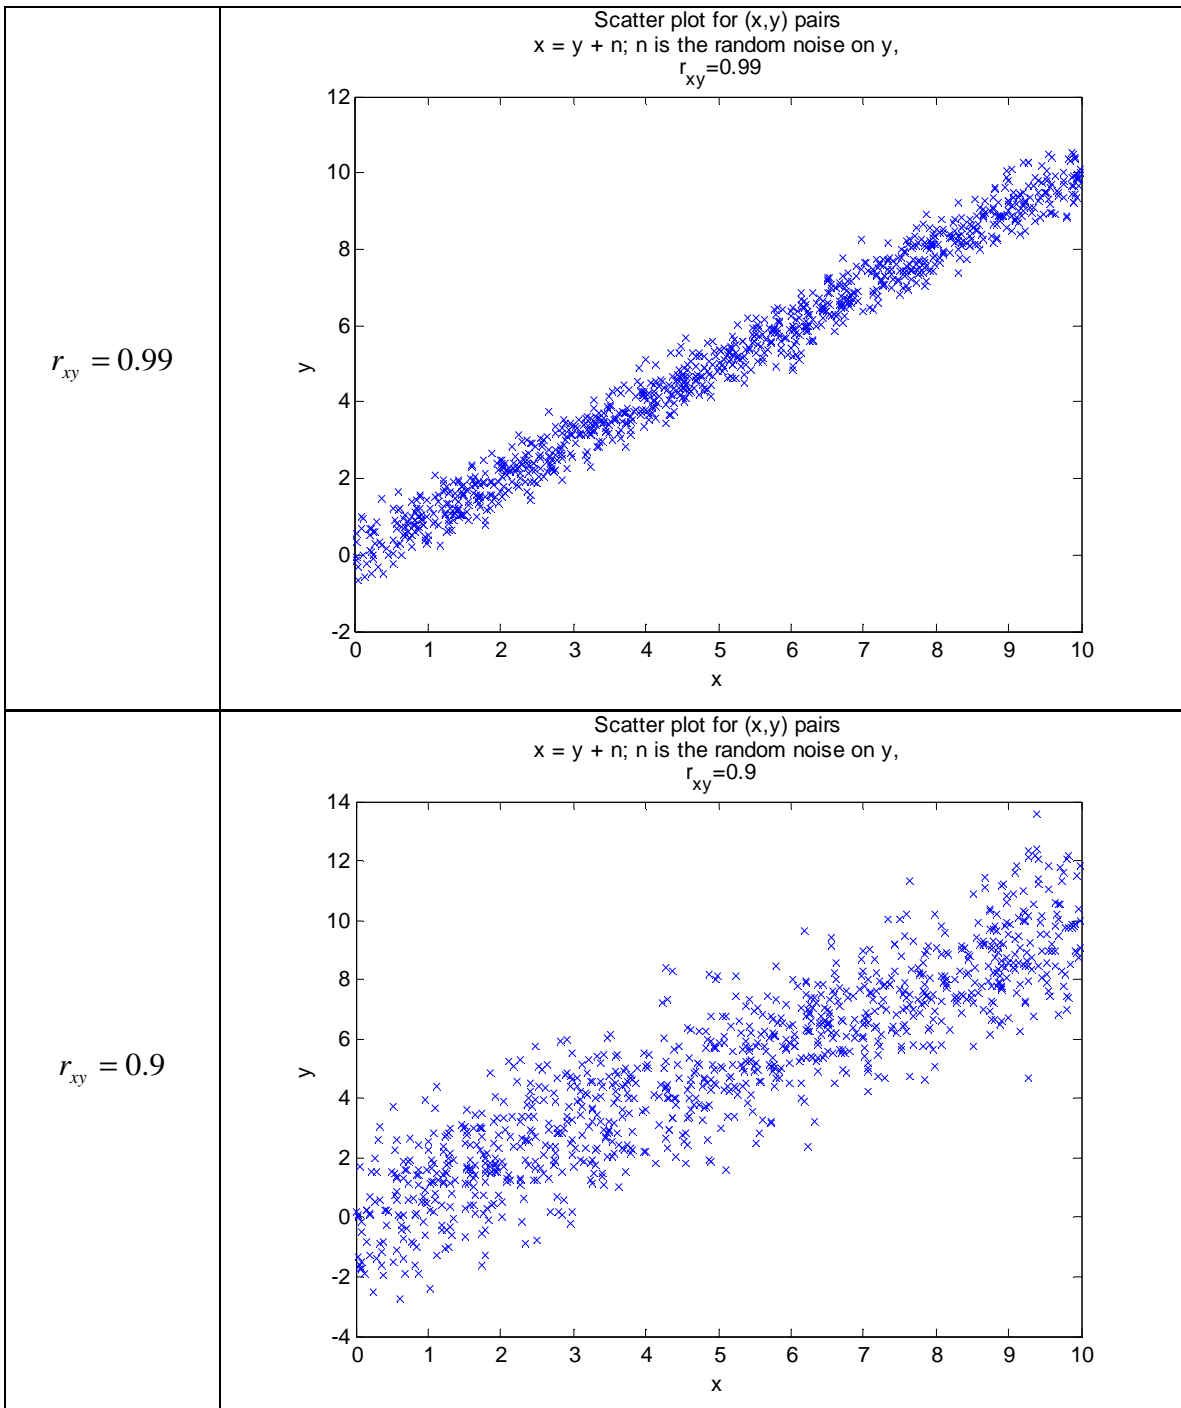 r_xy = 0.99
Scatter plot for (x,y) pairs
x = y + n; n is the random noise on y,
r_xy=0.99
12
10
8
6
4
2
0
-2
y
0 1 2 3 4 5 6 7 8 9 10
x
r_xy = 0.9
Scatter plot for (x,y) pairs
x = y + n; n is the random noise on y,
r_xy=0.9
14
12
10
8
6
4
2
0
-2
-4
y
0 1 2 3 4 5 6 7 8 9 10
x